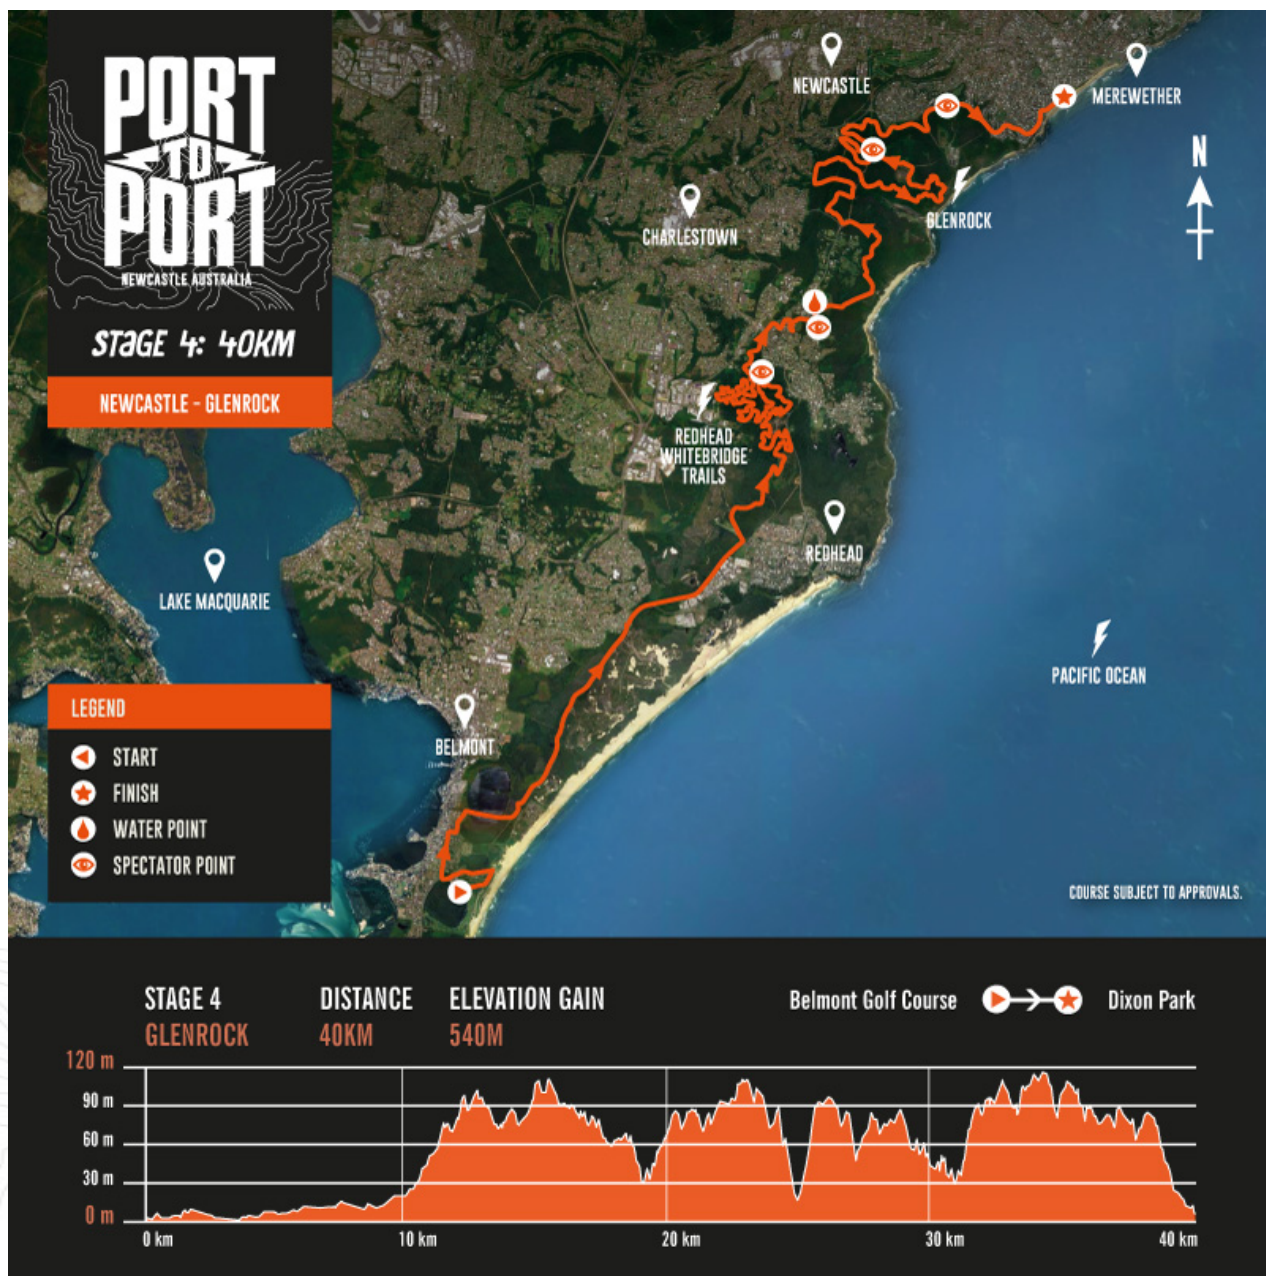 PORT
TO
PORT
NEWCASTLE AUSTRALIA
STAGE 4: 40KM
NEWCASTLE - GLENROCK
NEWCASTLE
MEREWETHER
N
CHARLESTOWN
GLENROCK
REDHEAD
WHITEBRIDGE
TRAILS
REDHEAD
LAKE MACQUARIE
PACIFIC OCEAN
BELMONT
LEGEND
START
FINISH
WATER POINT
SPECTATOR POINT
COURSE SUBJECT TO APPROVALS.
STAGE 4 DISTANCE ELEVATION GAIN
GLENROCK 40KM 540M
Belmont Golf Course Dixon Park
120 m
90 m
60 m
30 m
0 m
0 km 10 km 20 km 30 km 40 km